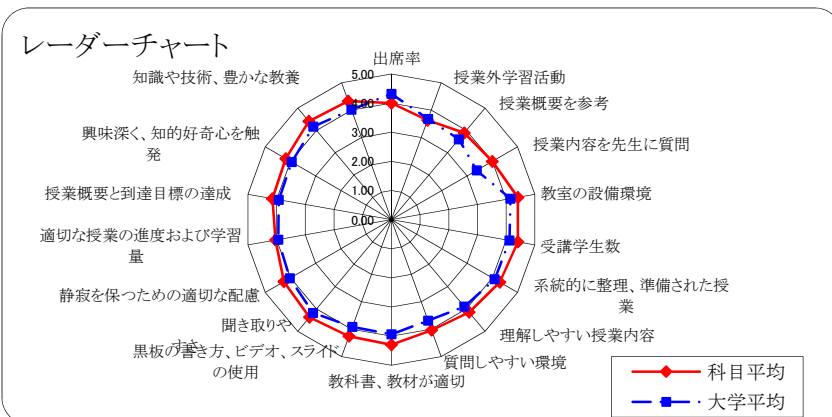 レーダーチャート
出席率
授業外学習活動
授業概要を参考
授業内容を先生に質問
教室の設備環境
受講学生数
系統的に整理、準備された授
業
理解しやすい授業内容
質問しやすい環境
教科書、教材が適切
黒板の書き方、ビデオ、スライド
の使用
聞き取りや
すさ
静寂を保つための適切な配慮
適切な授業の進度および学習
量
授業概要と到達目標の達成
興味深く、知的好奇心を触
発
知識や技術、豊かな教養
5.00
4.00
3.00
2.00
1.00
0.00
科目平均
大学平均